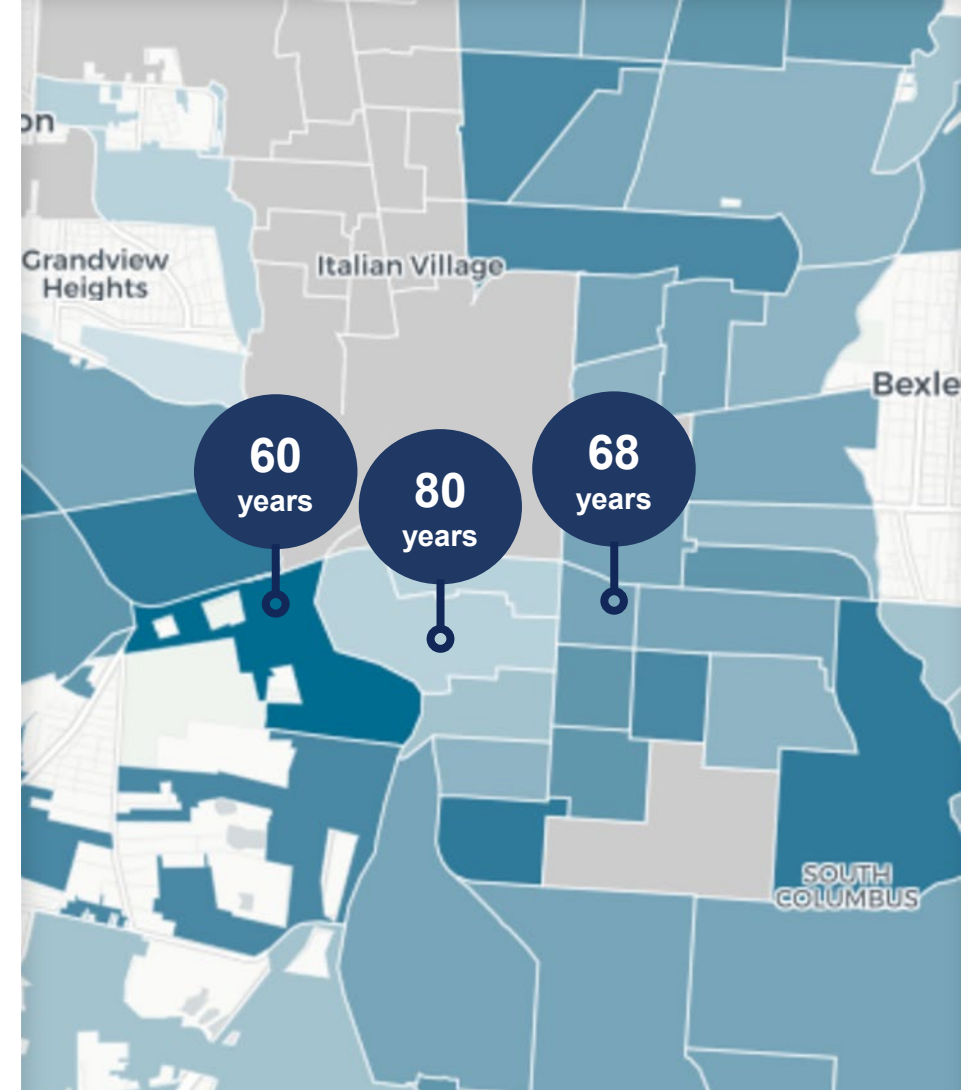 on
Grandview
Heights
Italian Village
Bexle
60
years
80
years
68
years
SOUTH
COLUMBUS